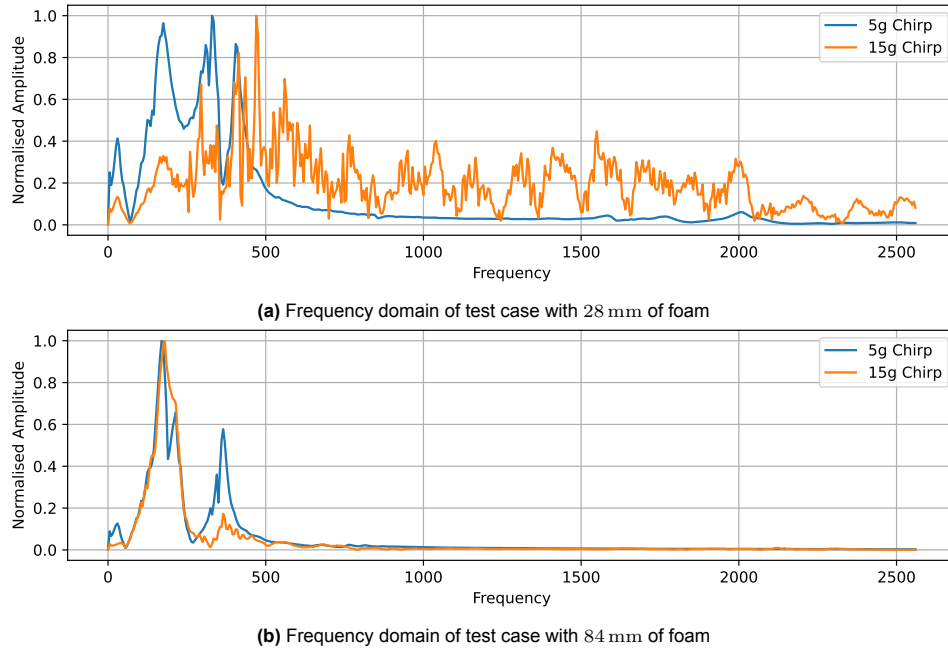 1.0
0.8
0.6
0.4
0.2
0.0
Normalised Amplitude
5g Chirp
15g Chirp
0 500 1000 1500 2000 2500
Frequency
(a) Frequency domain of test case with 28 mm of foam
1.0
0.8
0.6
0.4
0.2
0.0
Normalised Amplitude
5g Chirp
15g Chirp
0 500 1000 1500 2000 2500
Frequency
(b) Frequency domain of test case with 84 mm of foam